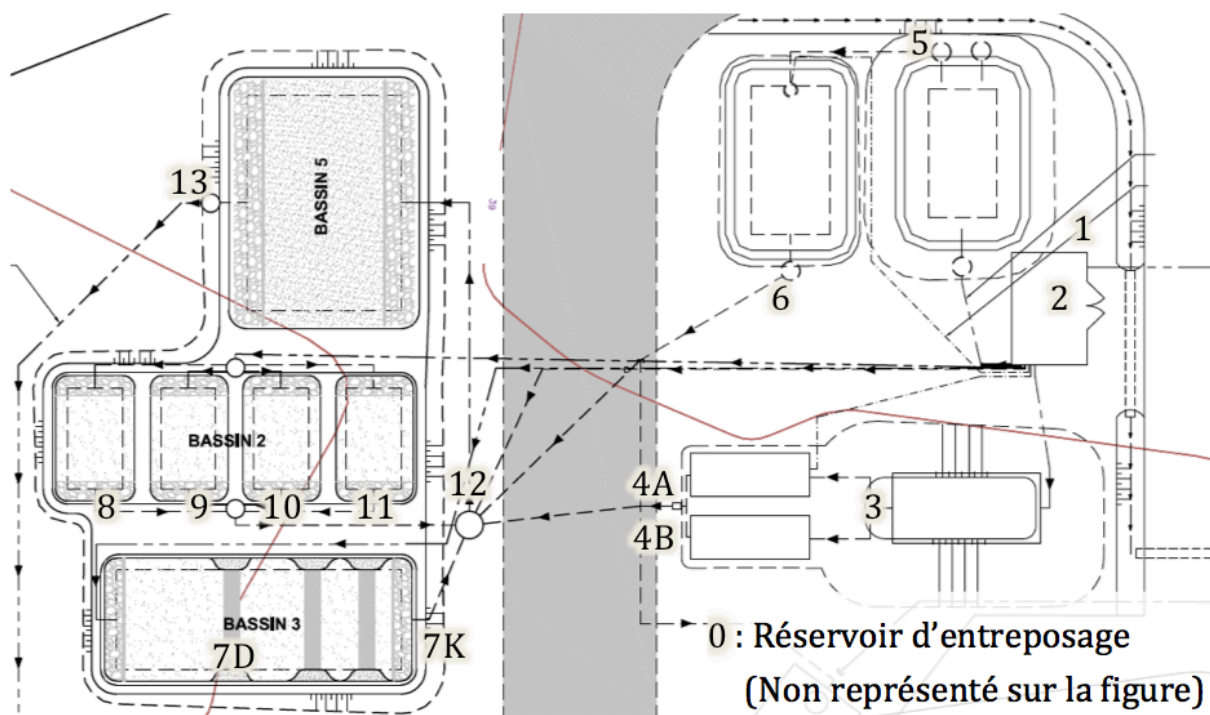 5
BASSIN 5
13
39
1
2
6
BASSIN 2
8
9
10
11
12
4A
4B
3
BASSIN 3
7D
7K
0 : Réservoir d’entreposage
(Non représenté sur la figure)